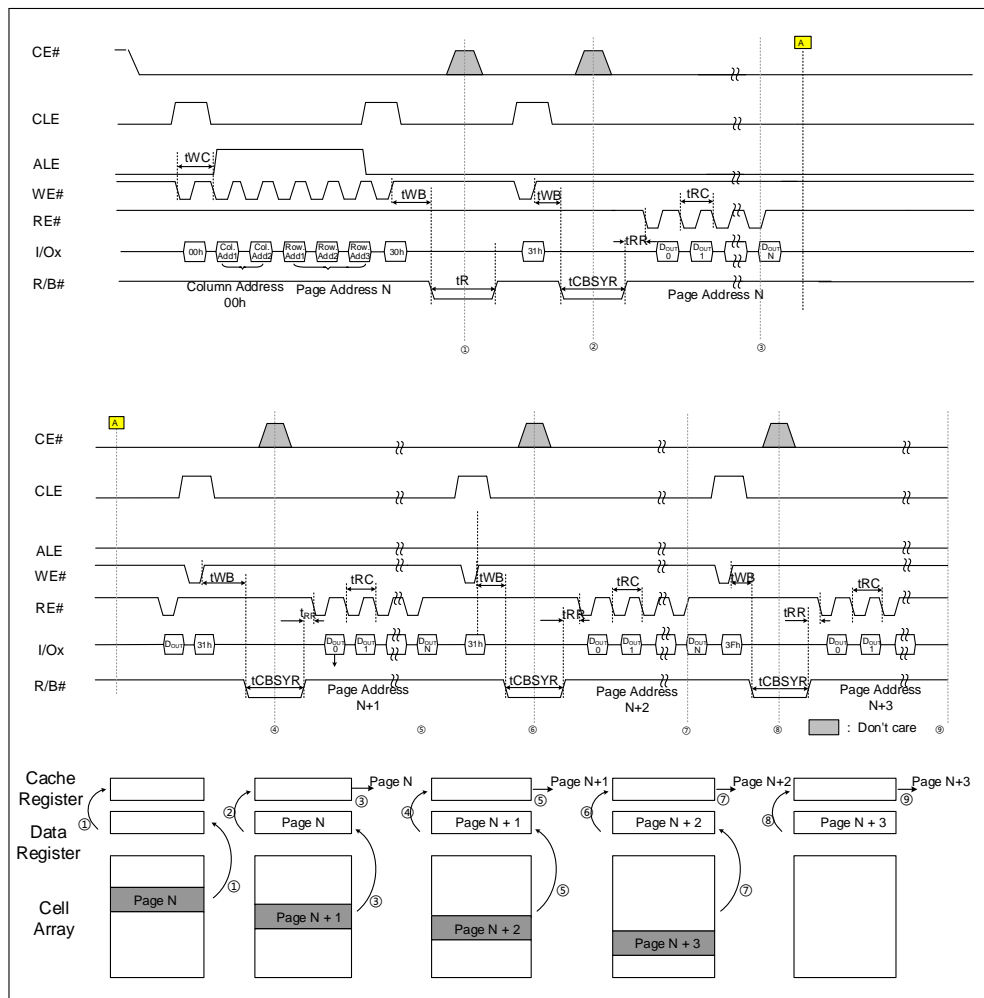 A
CE#
CLE
ALE
tWC
WE#
tWB
tWB
tRC
RE#
tRR
I/Ox
00h
Col. Add1
Col. Add2
Row. Add1
Row. Add2
Row. Add3
30h
31h
DOUT 0
DOUT 1
DOUT N
Column Address 00h
Page Address N
R/B#
tR
tCBSYR
Page Address N
①
②
③
A
CE#
CLE
ALE
WE#
tWB
tRC
tWB
tRC
tWB
tRC
RE#
tRR
tRR
tRR
I/Ox
DOUT
31h
DOUT 0
DOUT 1
DOUT N
31h
DOUT 0
DOUT 1
DOUT N
3Fh
DOUT 0
DOUT 1
R/B#
tCBSYR
Page Address N+1
tCBSYR
Page Address N+2
tCBSYR
Page Address N+3
④
⑤
⑥
⑦
⑧
⑨
: Don't care
Cache Register
Page N
Page N+1
Page N+2
Page N+3
①
②
③
④
⑤
⑥
⑦
⑧
⑨
Data Register
Page N
Page N + 1
Page N + 2
Page N + 3
Cell Array
Page N
①
Page N + 1
③
Page N + 2
⑤
Page N + 3
⑦